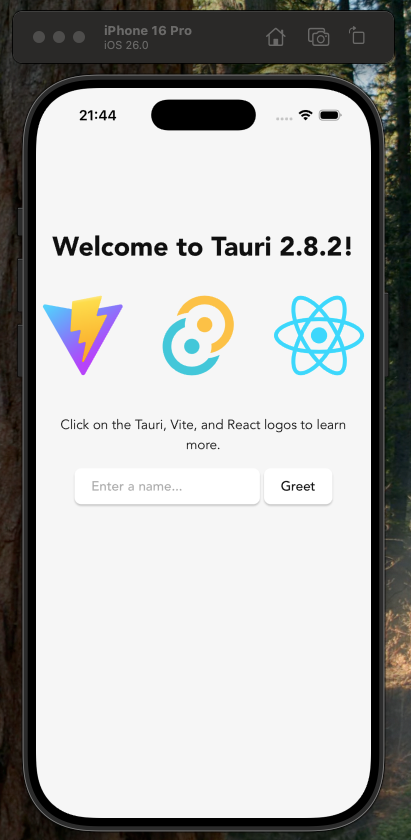 iPhone 16 Pro
iOS 26.0
21:44
Welcome to Tauri 2.8.2!
Click on the Tauri, Vite, and React logos to learn
more.
Enter a name...
Greet